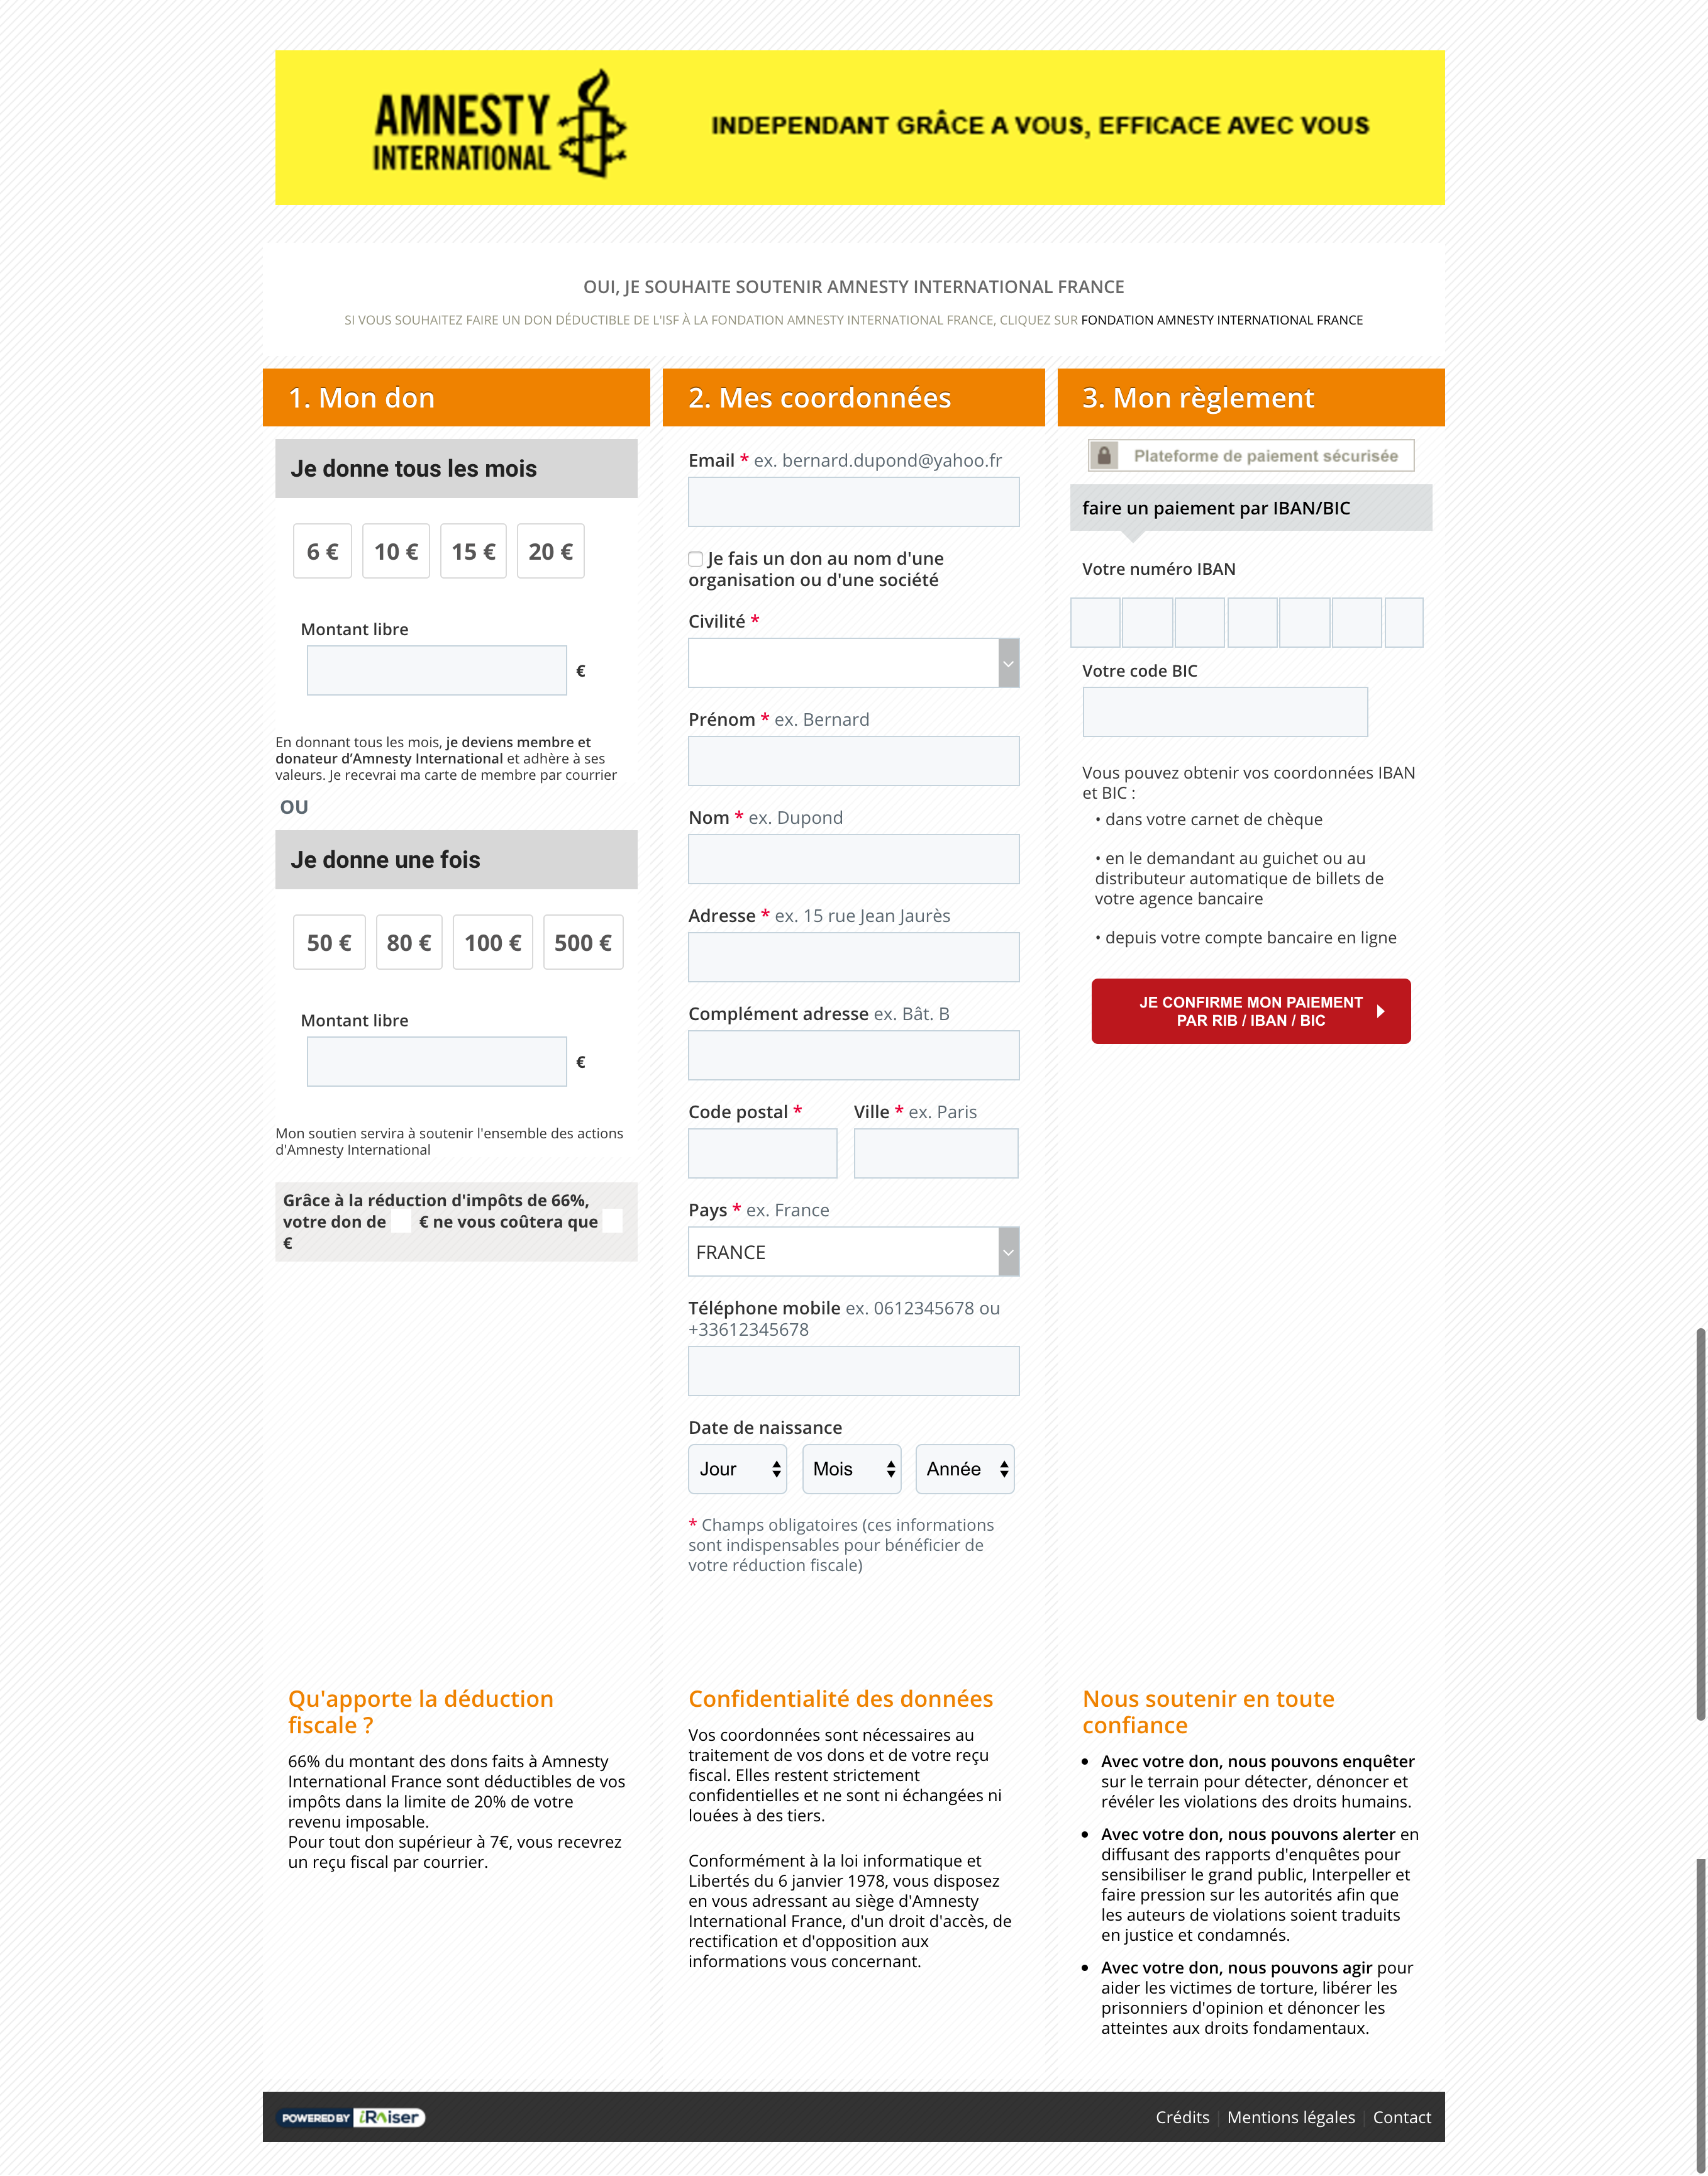 AMNESTY
INTERNATIONAL
INDEPENDANT GRÂCE A VOUS, EFFICACE AVEC VOUS
OUI, JE SOUHAITE SOUTENIR AMNESTY INTERNATIONAL FRANCE
SI VOUS SOUHAITEZ FAIRE UN DON DÉDUCTIBLE DE L'ISF À LA FONDATION AMNESTY INTERNATIONAL FRANCE, CLIQUEZ SUR FONDATION AMNESTY INTERNATIONAL FRANCE
1. Mon don
Je donne tous les mois
6 € 10 € 15 € 20 €
Montant libre
€
En donnant tous les mois, je deviens membre et
donateur d’Amnesty International et adhère à ses
valeurs. Je recevrai ma carte de membre par courrier
OU
Je donne une fois
50 € 80 € 100 € 500 €
Montant libre
€
Mon soutien servira à soutenir l'ensemble des actions
d'Amnesty International
Grâce à la réduction d'impôts de 66%,
votre don de € ne vous coûtera que
€
2. Mes coordonnées
Email * ex. bernard.dupond@yahoo.fr
Je fais un don au nom d'une
organisation ou d'une société
Civilité *
Prénom * ex. Bernard
Nom * ex. Dupond
Adresse * ex. 15 rue Jean Jaurès
Complément adresse ex. Bât. B
Code postal * Ville * ex. Paris
Pays * ex. France
FRANCE
Téléphone mobile ex. 0612345678 ou
+33612345678
Date de naissance
Jour Mois Année
* Champs obligatoires (ces informations
sont indispensables pour bénéficier de
votre réduction fiscale)
3. Mon règlement
Plateforme de paiement sécurisée
faire un paiement par IBAN/BIC
Votre numéro IBAN
Votre code BIC
Vous pouvez obtenir vos coordonnées IBAN
et BIC :
• dans votre carnet de chèque
• en le demandant au guichet ou au
distributeur automatique de billets de
votre agence bancaire
• depuis votre compte bancaire en ligne
JE CONFIRME MON PAIEMENT
PAR RIB / IBAN / BIC
Qu'apporte la déduction
fiscale ?
66% du montant des dons faits à Amnesty
International France sont déductibles de vos
impôts dans la limite de 20% de votre
revenu imposable.
Pour tout don supérieur à 7€, vous recevrez
un reçu fiscal par courrier.
Confidentialité des données
Vos coordonnées sont nécessaires au
traitement de vos dons et de votre reçu
fiscal. Elles restent strictement
confidentielles et ne sont ni échangées ni
louées à des tiers.
Conformément à la loi informatique et
Libertés du 6 janvier 1978, vous disposez
en vous adressant au siège d'Amnesty
International France, d'un droit d'accès, de
rectification et d'opposition aux
informations vous concernant.
Nous soutenir en toute
confiance
• Avec votre don, nous pouvons enquêter
sur le terrain pour détecter, dénoncer et
révéler les violations des droits humains.
• Avec votre don, nous pouvons alerter en
diffusant des rapports d'enquêtes pour
sensibiliser le grand public, Interpeller et
faire pression sur les autorités afin que
les auteurs de violations soient traduits
en justice et condamnés.
• Avec votre don, nous pouvons agir pour
aider les victimes de torture, libérer les
prisonniers d'opinion et dénoncer les
atteintes aux droits fondamentaux.
POWERED BY iRaiser
Crédits | Mentions légales | Contact